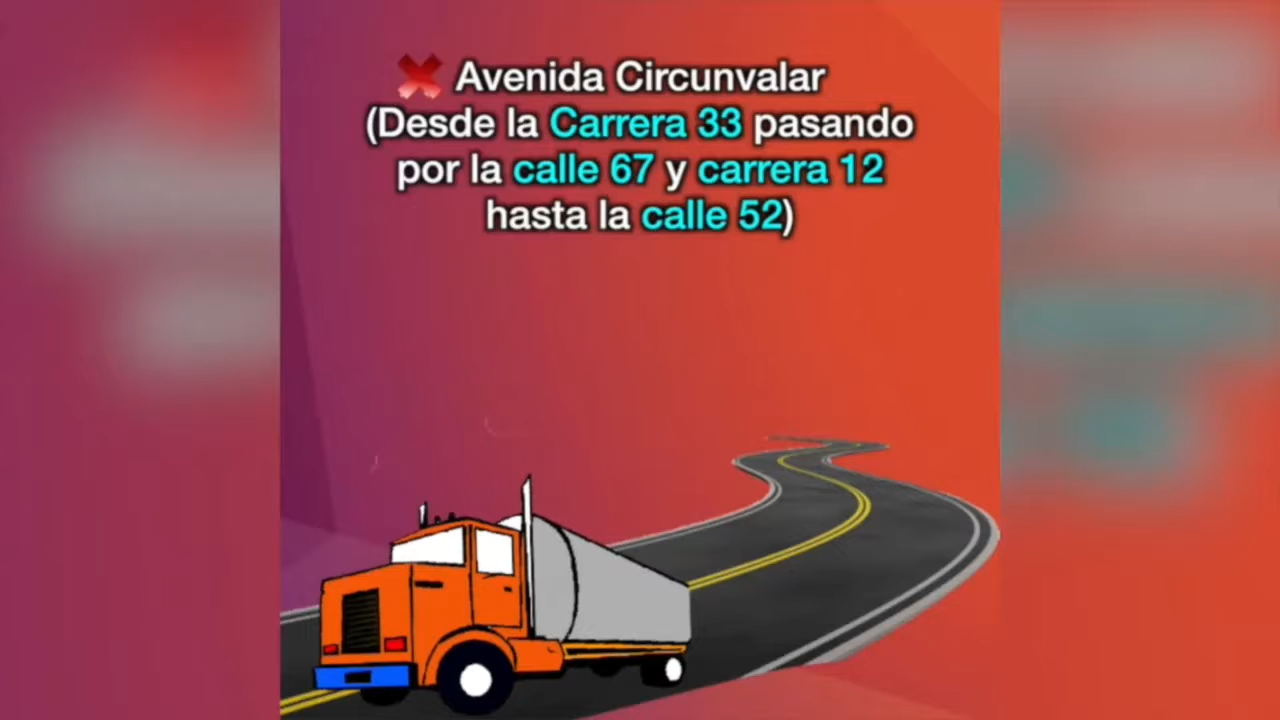 ❌ Avenida Circunvalar
(Desde la Carrera 33 pasando
por la calle 67 y carrera 12
hasta la calle 52)